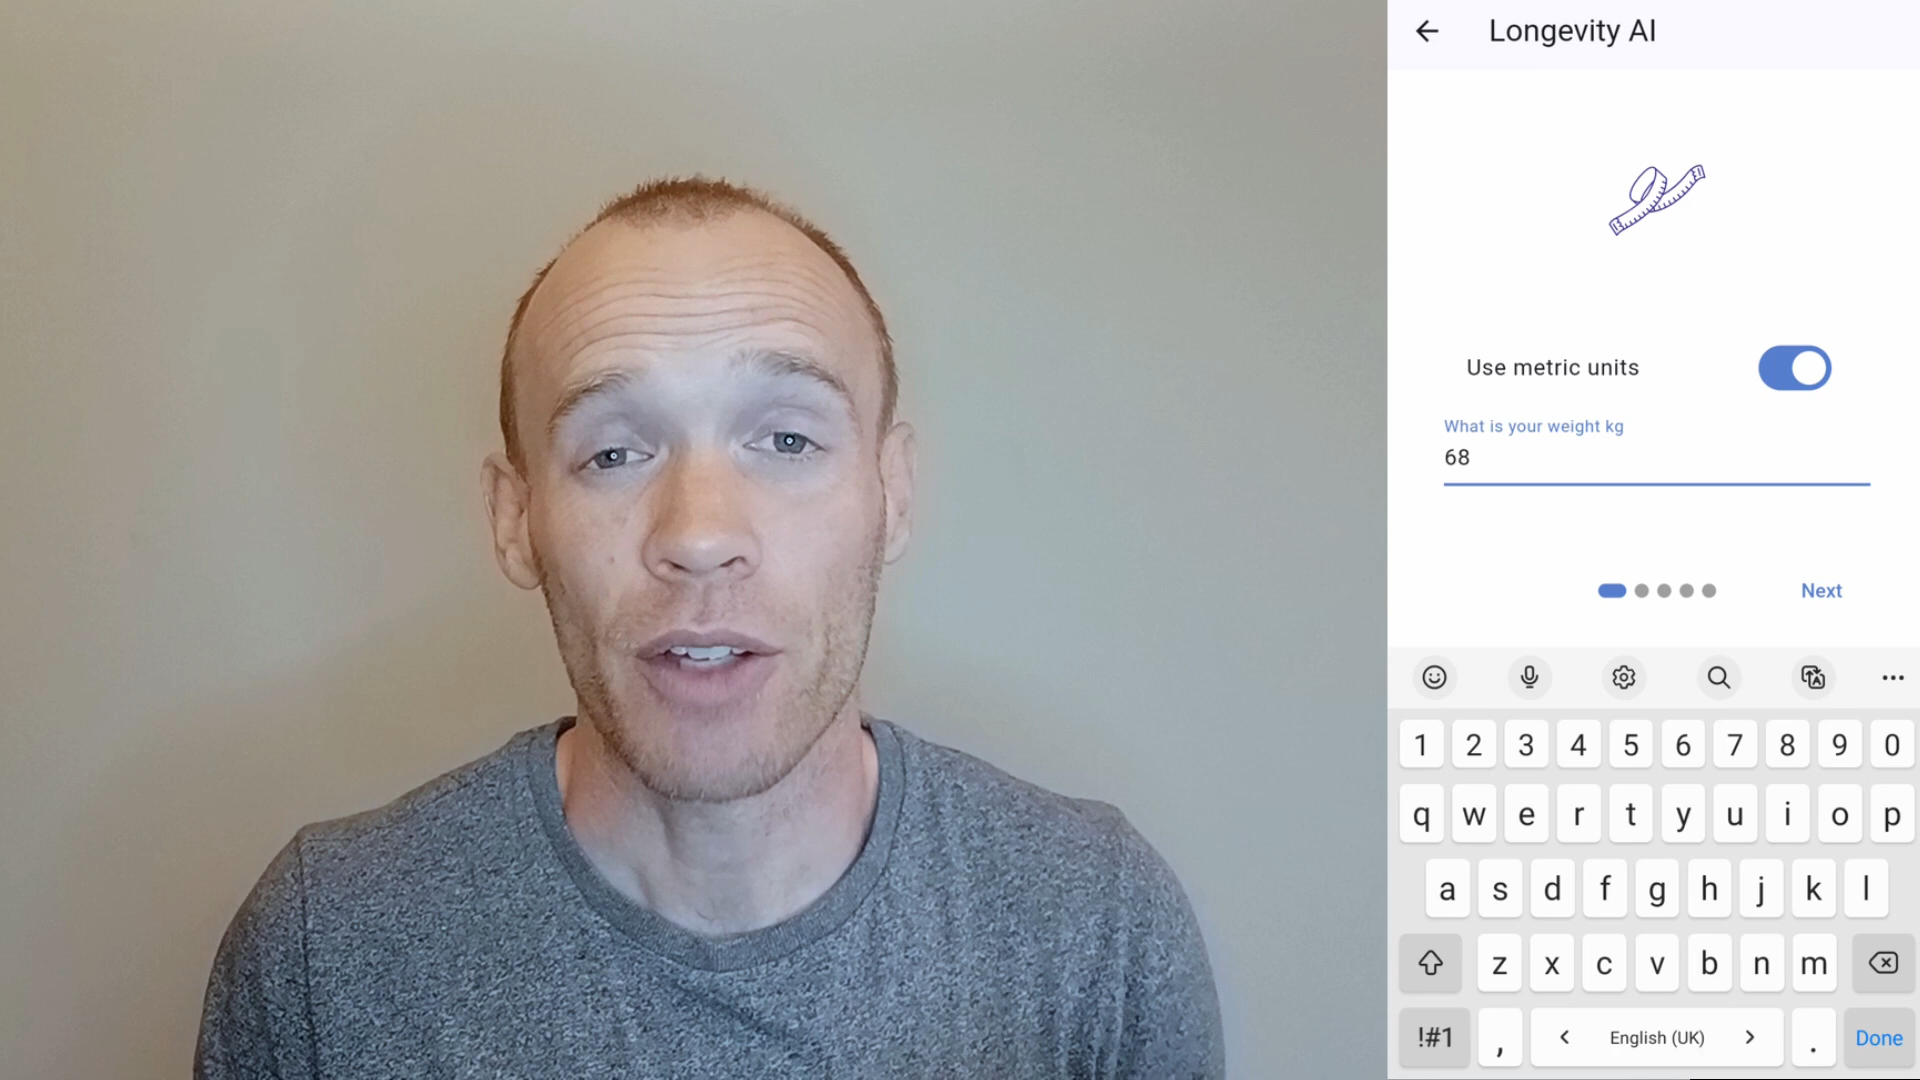 Longevity AI
Use metric units
What is your weight kg
68
Next
1 2 3 4 5 6 7 8 9 0
q w e r t y u i o p
a s d f g h j k l
z x c v b n m
!#1 , < English (UK) > . Done